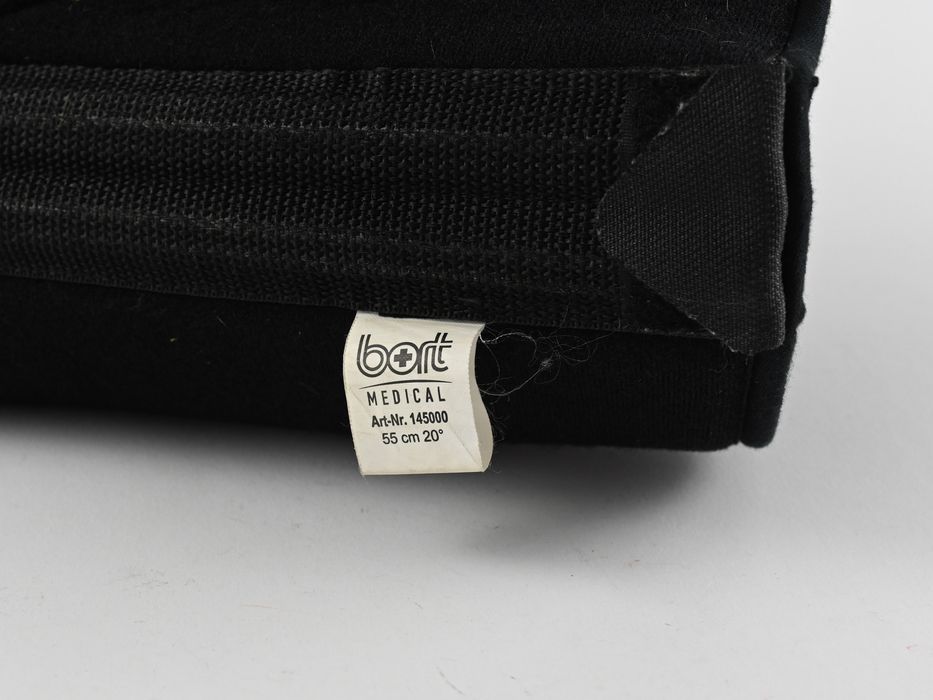 bort
MEDICAL
Art-Nr. 145000
55 cm 20°